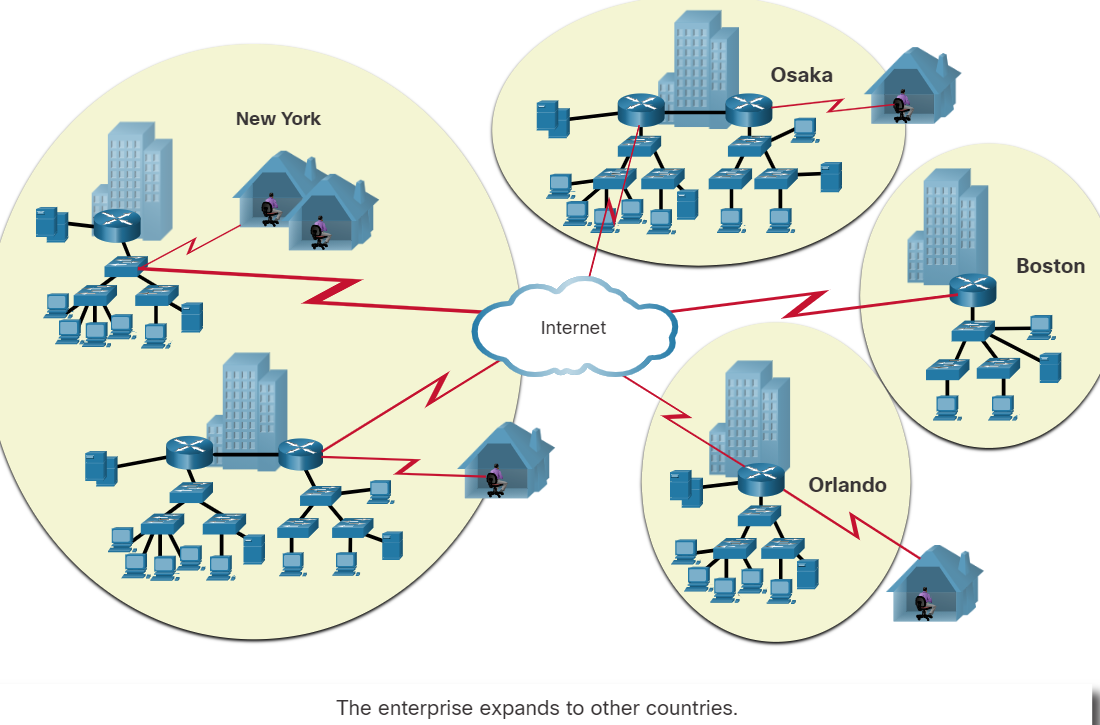 New York
Osaka
Boston
Internet
Orlando
The enterprise expands to other countries.